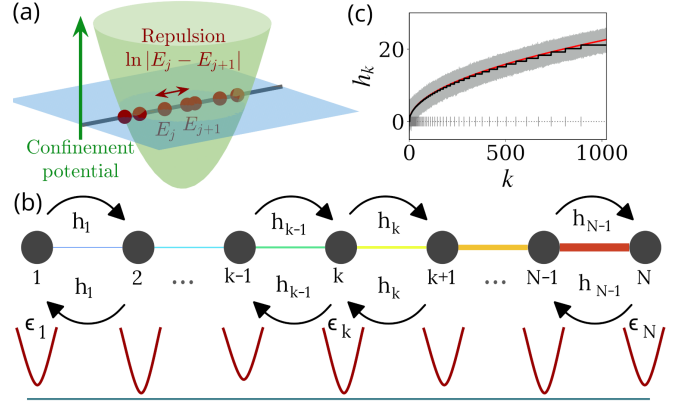 (a)
Repulsion
ln |E_j − E_{j+1}|
E_j E_{j+1}
Confinement
potential
(c)
h_k
20
0
0 500 1000
k
(b)
h_1 h_{k-1} h_k h_{N-1}
1 2 ... k-1 k k+1 ... N-1 N
h_1 h_{k-1} h_k h_{N-1}
ϵ_1 ϵ_k ϵ_N